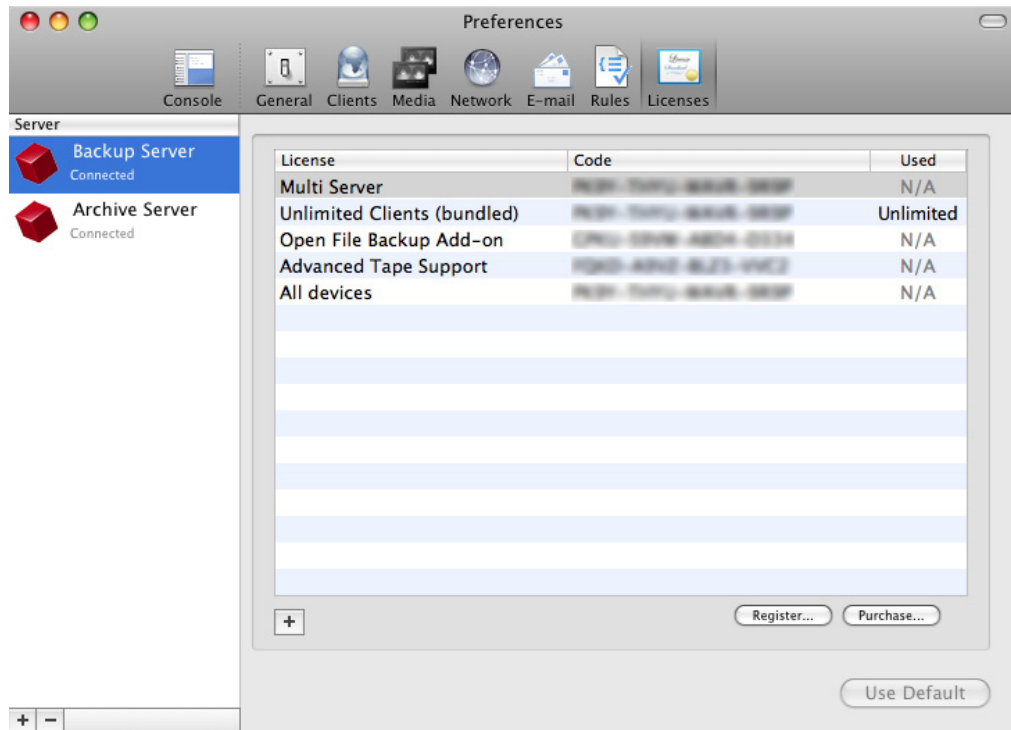 Preferences
Console General Clients Media Network E-mail Rules Licenses
Server
Backup Server
Connected
Archive Server
Connected
License Code Used
Multi Server N/A
Unlimited Clients (bundled) Unlimited
Open File Backup Add-on N/A
Advanced Tape Support N/A
All devices N/A
+ Register... Purchase...
Use Default
+ −